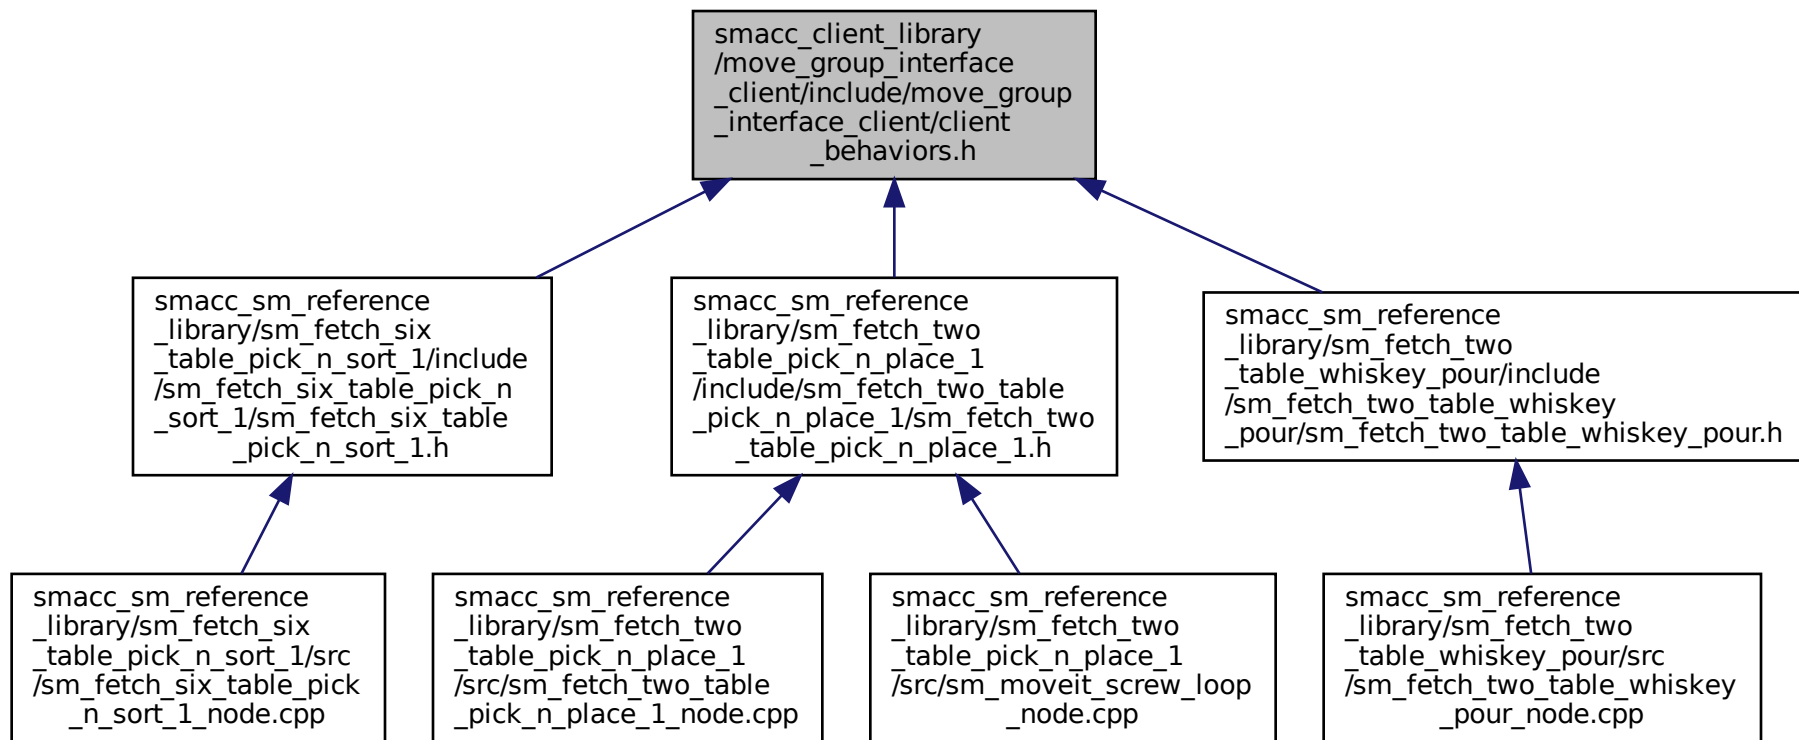 smacc_client_library
/move_group_interface
_client/include/move_group
_interface_client/client
_behaviors.h
smacc_sm_reference
_library/sm_fetch_six
_table_pick_n_sort_1/include
/sm_fetch_six_table_pick_n
_sort_1/sm_fetch_six_table
_pick_n_sort_1.h
smacc_sm_reference
_library/sm_fetch_two
_table_pick_n_place_1
/include/sm_fetch_two_table
_pick_n_place_1/sm_fetch_two
_table_pick_n_place_1.h
smacc_sm_reference
_library/sm_fetch_two
_table_whiskey_pour/include
/sm_fetch_two_table_whiskey
_pour/sm_fetch_two_table_whiskey_pour.h
smacc_sm_reference
_library/sm_fetch_six
_table_pick_n_sort_1/src
/sm_fetch_six_table_pick
_n_sort_1_node.cpp
smacc_sm_reference
_library/sm_fetch_two
_table_pick_n_place_1
/src/sm_fetch_two_table
_pick_n_place_1_node.cpp
smacc_sm_reference
_library/sm_fetch_two
_table_pick_n_place_1
/src/sm_moveit_screw_loop
_node.cpp
smacc_sm_reference
_library/sm_fetch_two
_table_whiskey_pour/src
/sm_fetch_two_table_whiskey
_pour_node.cpp